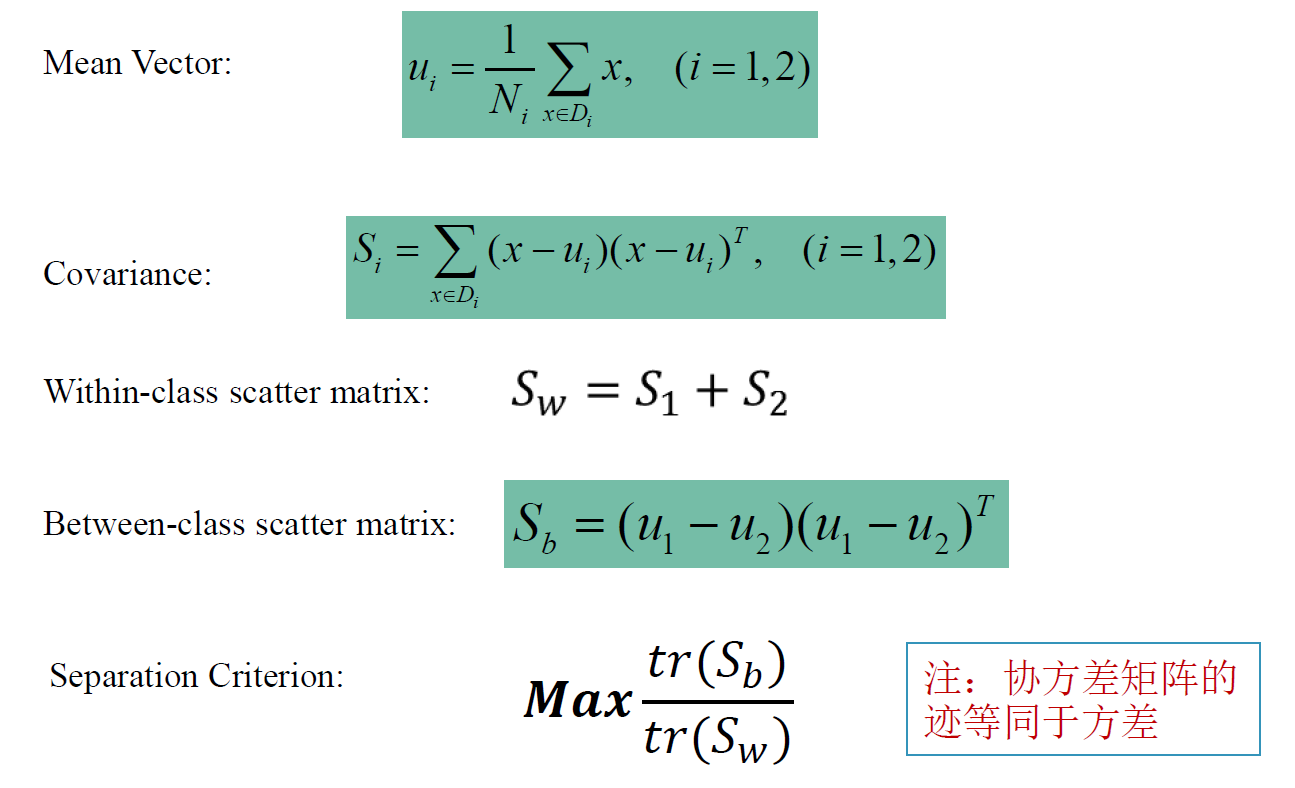 Mean Vector:
u_i = \frac{1}{N_i} \sum_{x \in D_i} x, (i = 1, 2)
Covariance:
S_i = \sum_{x \in D_i} (x - u_i)(x - u_i)^T, (i = 1, 2)
Within-class scatter matrix:
S_w = S_1 + S_2
Between-class scatter matrix:
S_b = (u_1 - u_2)(u_1 - u_2)^T
Separation Criterion:
Max \frac{tr(S_b)}{tr(S_w)}
注：协方差矩阵的
迹等同于方差